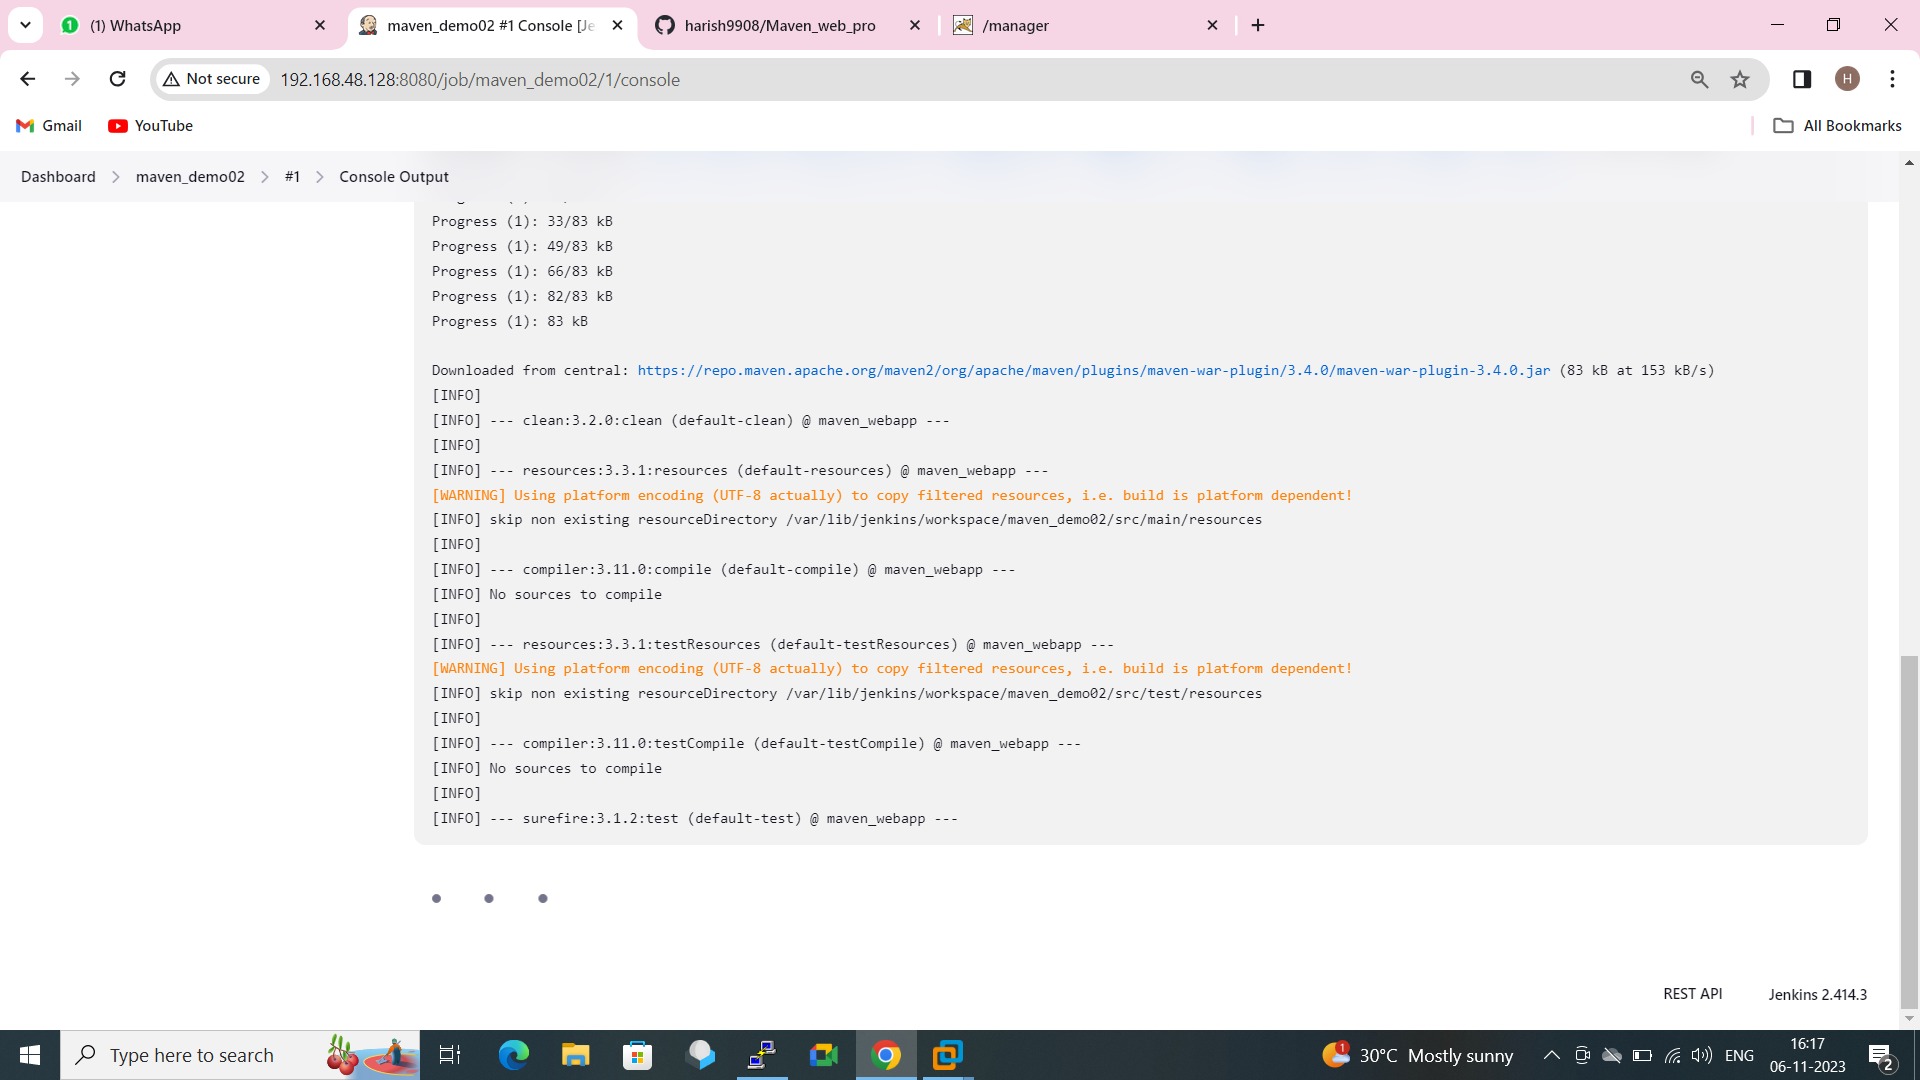 (1) WhatsApp
maven_demo02 #1 Console [Je
harish9908/Maven_web_pro
/manager
Not secure
192.168.48.128:8080/job/maven_demo02/1/console
H
Gmail
YouTube
All Bookmarks
Dashboard
maven_demo02
#1
Console Output
Progress (1): 33/83 kB
Progress (1): 49/83 kB
Progress (1): 66/83 kB
Progress (1): 82/83 kB
Progress (1): 83 kB
Downloaded from central: https://repo.maven.apache.org/maven2/org/apache/maven/plugins/maven-war-plugin/3.4.0/maven-war-plugin-3.4.0.jar (83 kB at 153 kB/s)
[INFO]
[INFO] --- clean:3.2.0:clean (default-clean) @ maven_webapp ---
[INFO]
[INFO] --- resources:3.3.1:resources (default-resources) @ maven_webapp ---
[WARNING] Using platform encoding (UTF-8 actually) to copy filtered resources, i.e. build is platform dependent!
[INFO] skip non existing resourceDirectory /var/lib/jenkins/workspace/maven_demo02/src/main/resources
[INFO]
[INFO] --- compiler:3.11.0:compile (default-compile) @ maven_webapp ---
[INFO] No sources to compile
[INFO]
[INFO] --- resources:3.3.1:testResources (default-testResources) @ maven_webapp ---
[WARNING] Using platform encoding (UTF-8 actually) to copy filtered resources, i.e. build is platform dependent!
[INFO] skip non existing resourceDirectory /var/lib/jenkins/workspace/maven_demo02/src/test/resources
[INFO]
[INFO] --- compiler:3.11.0:testCompile (default-testCompile) @ maven_webapp ---
[INFO] No sources to compile
[INFO]
[INFO] --- surefire:3.1.2:test (default-test) @ maven_webapp ---
REST API
Jenkins 2.414.3
Type here to search
1
30°C Mostly sunny
ENG
16:17
06-11-2023
2